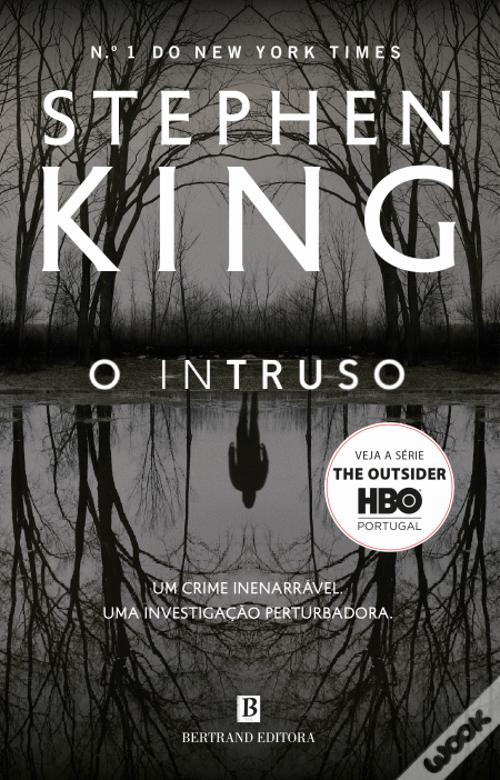 N.º 1 DO NEW YORK TIMES
STEPHEN
KING
O INTRUSO
VEJA A SÉRIE
THE OUTSIDER
HBO
PORTUGAL
UM CRIME INENARRÁVEL.
UMA INVESTIGAÇÃO PERTURBADORA.
B
BERTRAND EDITORA
wook